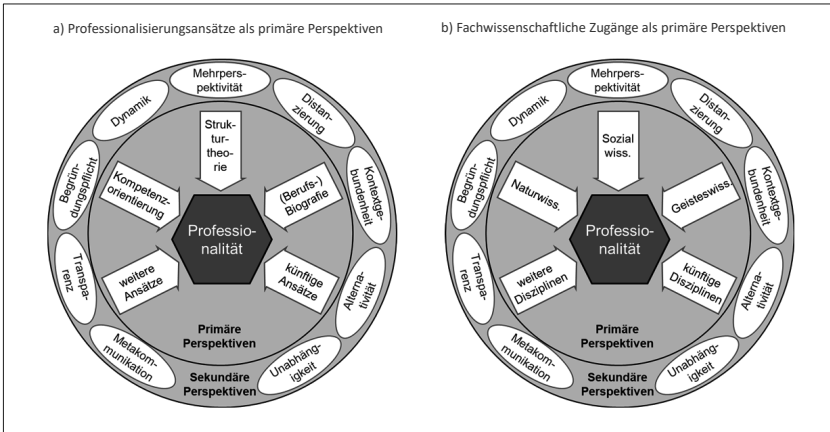 a) Professionalisierungsansätze als primäre Perspektiven
Mehrpers-
pektivität
Distan-
zierung
Kontextge-
bundenheit
Alterna-
tivität
Unabhäng-
igkeit
Sekundäre
Perspektiven
Metakom-
munikation
Transpa-
renz
Begrün-
dungspflicht
Dynamik
Struk-
tur-
theo-
rie
(Berufs-)
Biografie
künftige
Ansätze
Primäre
Perspektiven
weitere
Ansätze
Kompetenz-
orientierung
Professio-
nalität
b) Fachwissenschaftliche Zugänge als primäre Perspektiven
Mehrpers-
pektivität
Distan-
zierung
Kontextge-
bundenheit
Alterna-
tivität
Unabhäng-
igkeit
Sekundäre
Perspektiven
Metakom-
munikation
Transpa-
renz
Begrün-
dungspflicht
Dynamik
Sozial
wiss.
Geisteswiss.
künftige
Disziplinen
Primäre
Perspektiven
weitere
Disziplinen
Naturwiss.
Professio-
nalität